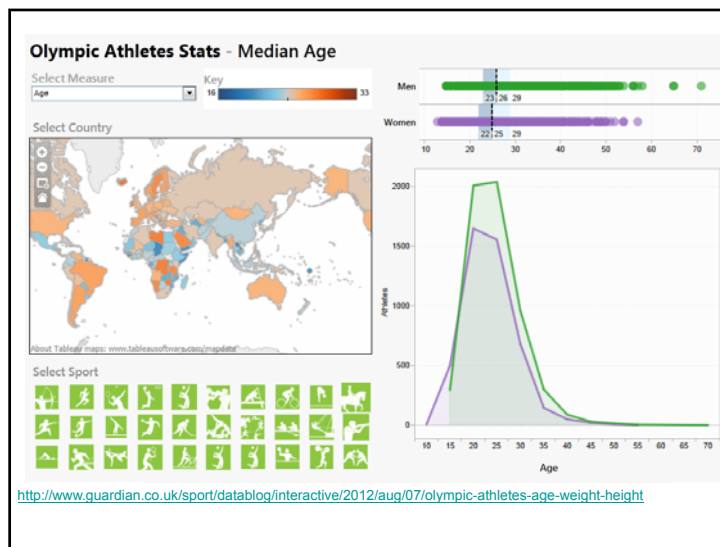 Olympic Athletes Stats - Median Age
Select Measure
Age
Key
16
33
Select Country
About Tableau maps: www.tableausoftware.com/mapdata
Select Sport
Men
23 26 29
Women
22 25 29
10 20 30 40 50 60 70
2000
1500
1000
500
0
Athletes
10 15 20 25 30 35 40 45 50 55 60 65 70
Age
http://www.guardian.co.uk/sport/datablog/interactive/2012/aug/07/olympic-athletes-age-weight-height